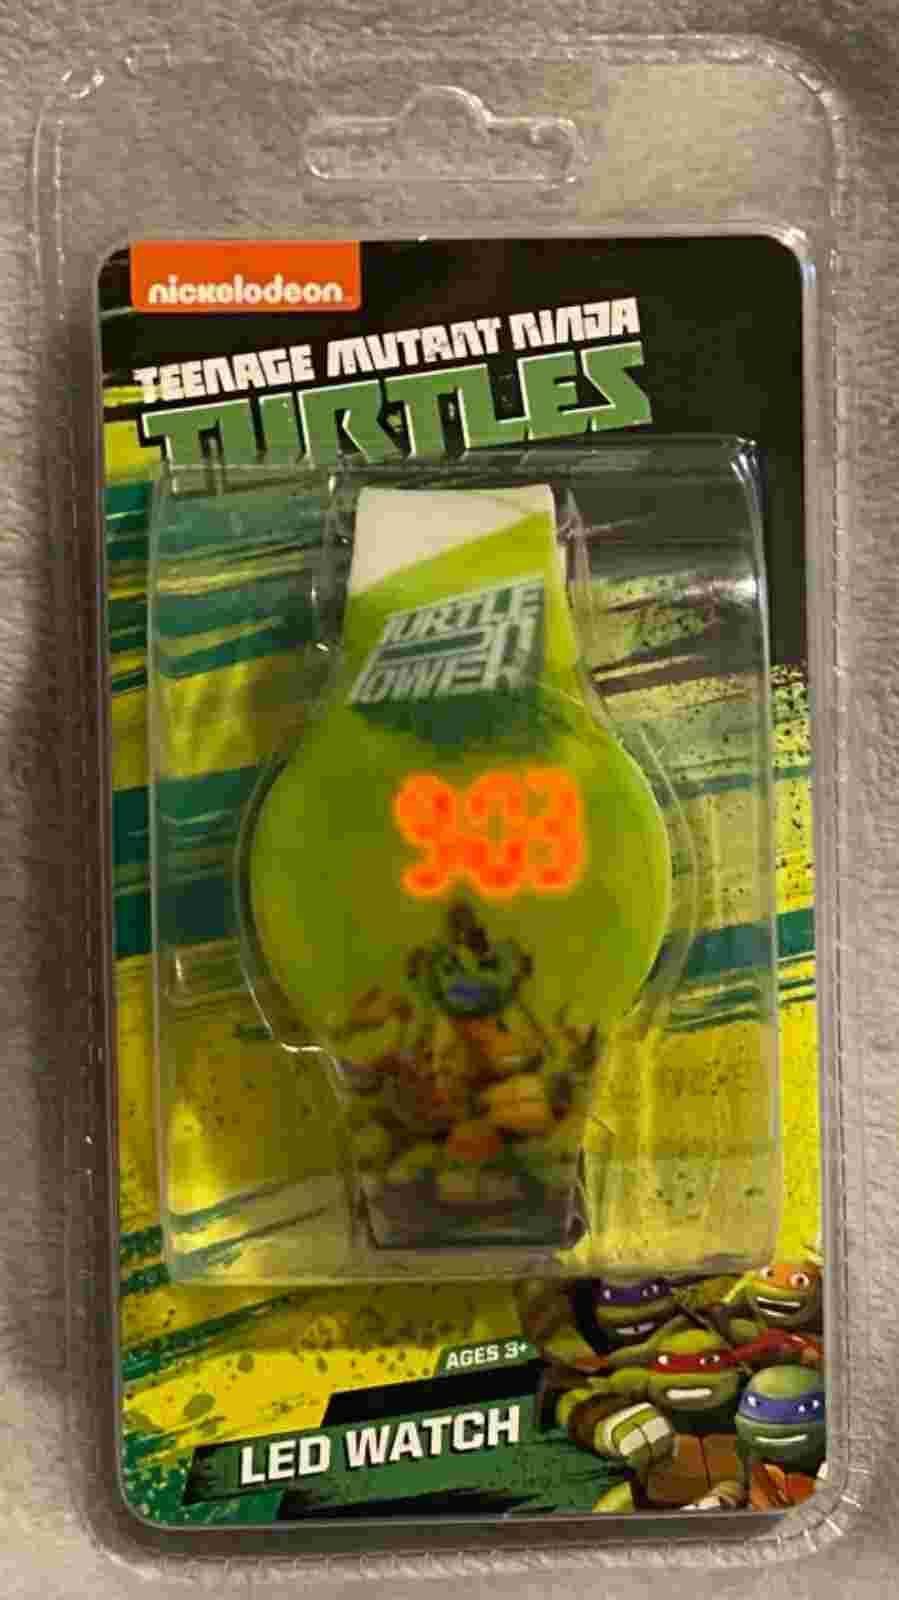 nickelodeon
TEENAGE MUTANT NINJA
TURTLES
TURTLE
POWER
9:03
AGES 3+
LED WATCH